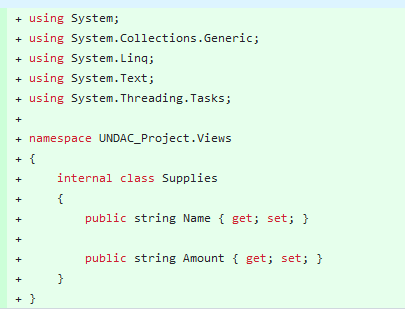 + using System;
+ using System.Collections.Generic;
+ using System.Linq;
+ using System.Text;
+ using System.Threading.Tasks;
+
+ namespace UNDAC_Project.Views
+ {
+     internal class Supplies
+     {
+         public string Name { get; set; }
+
+         public string Amount { get; set; }
+     }
+ }